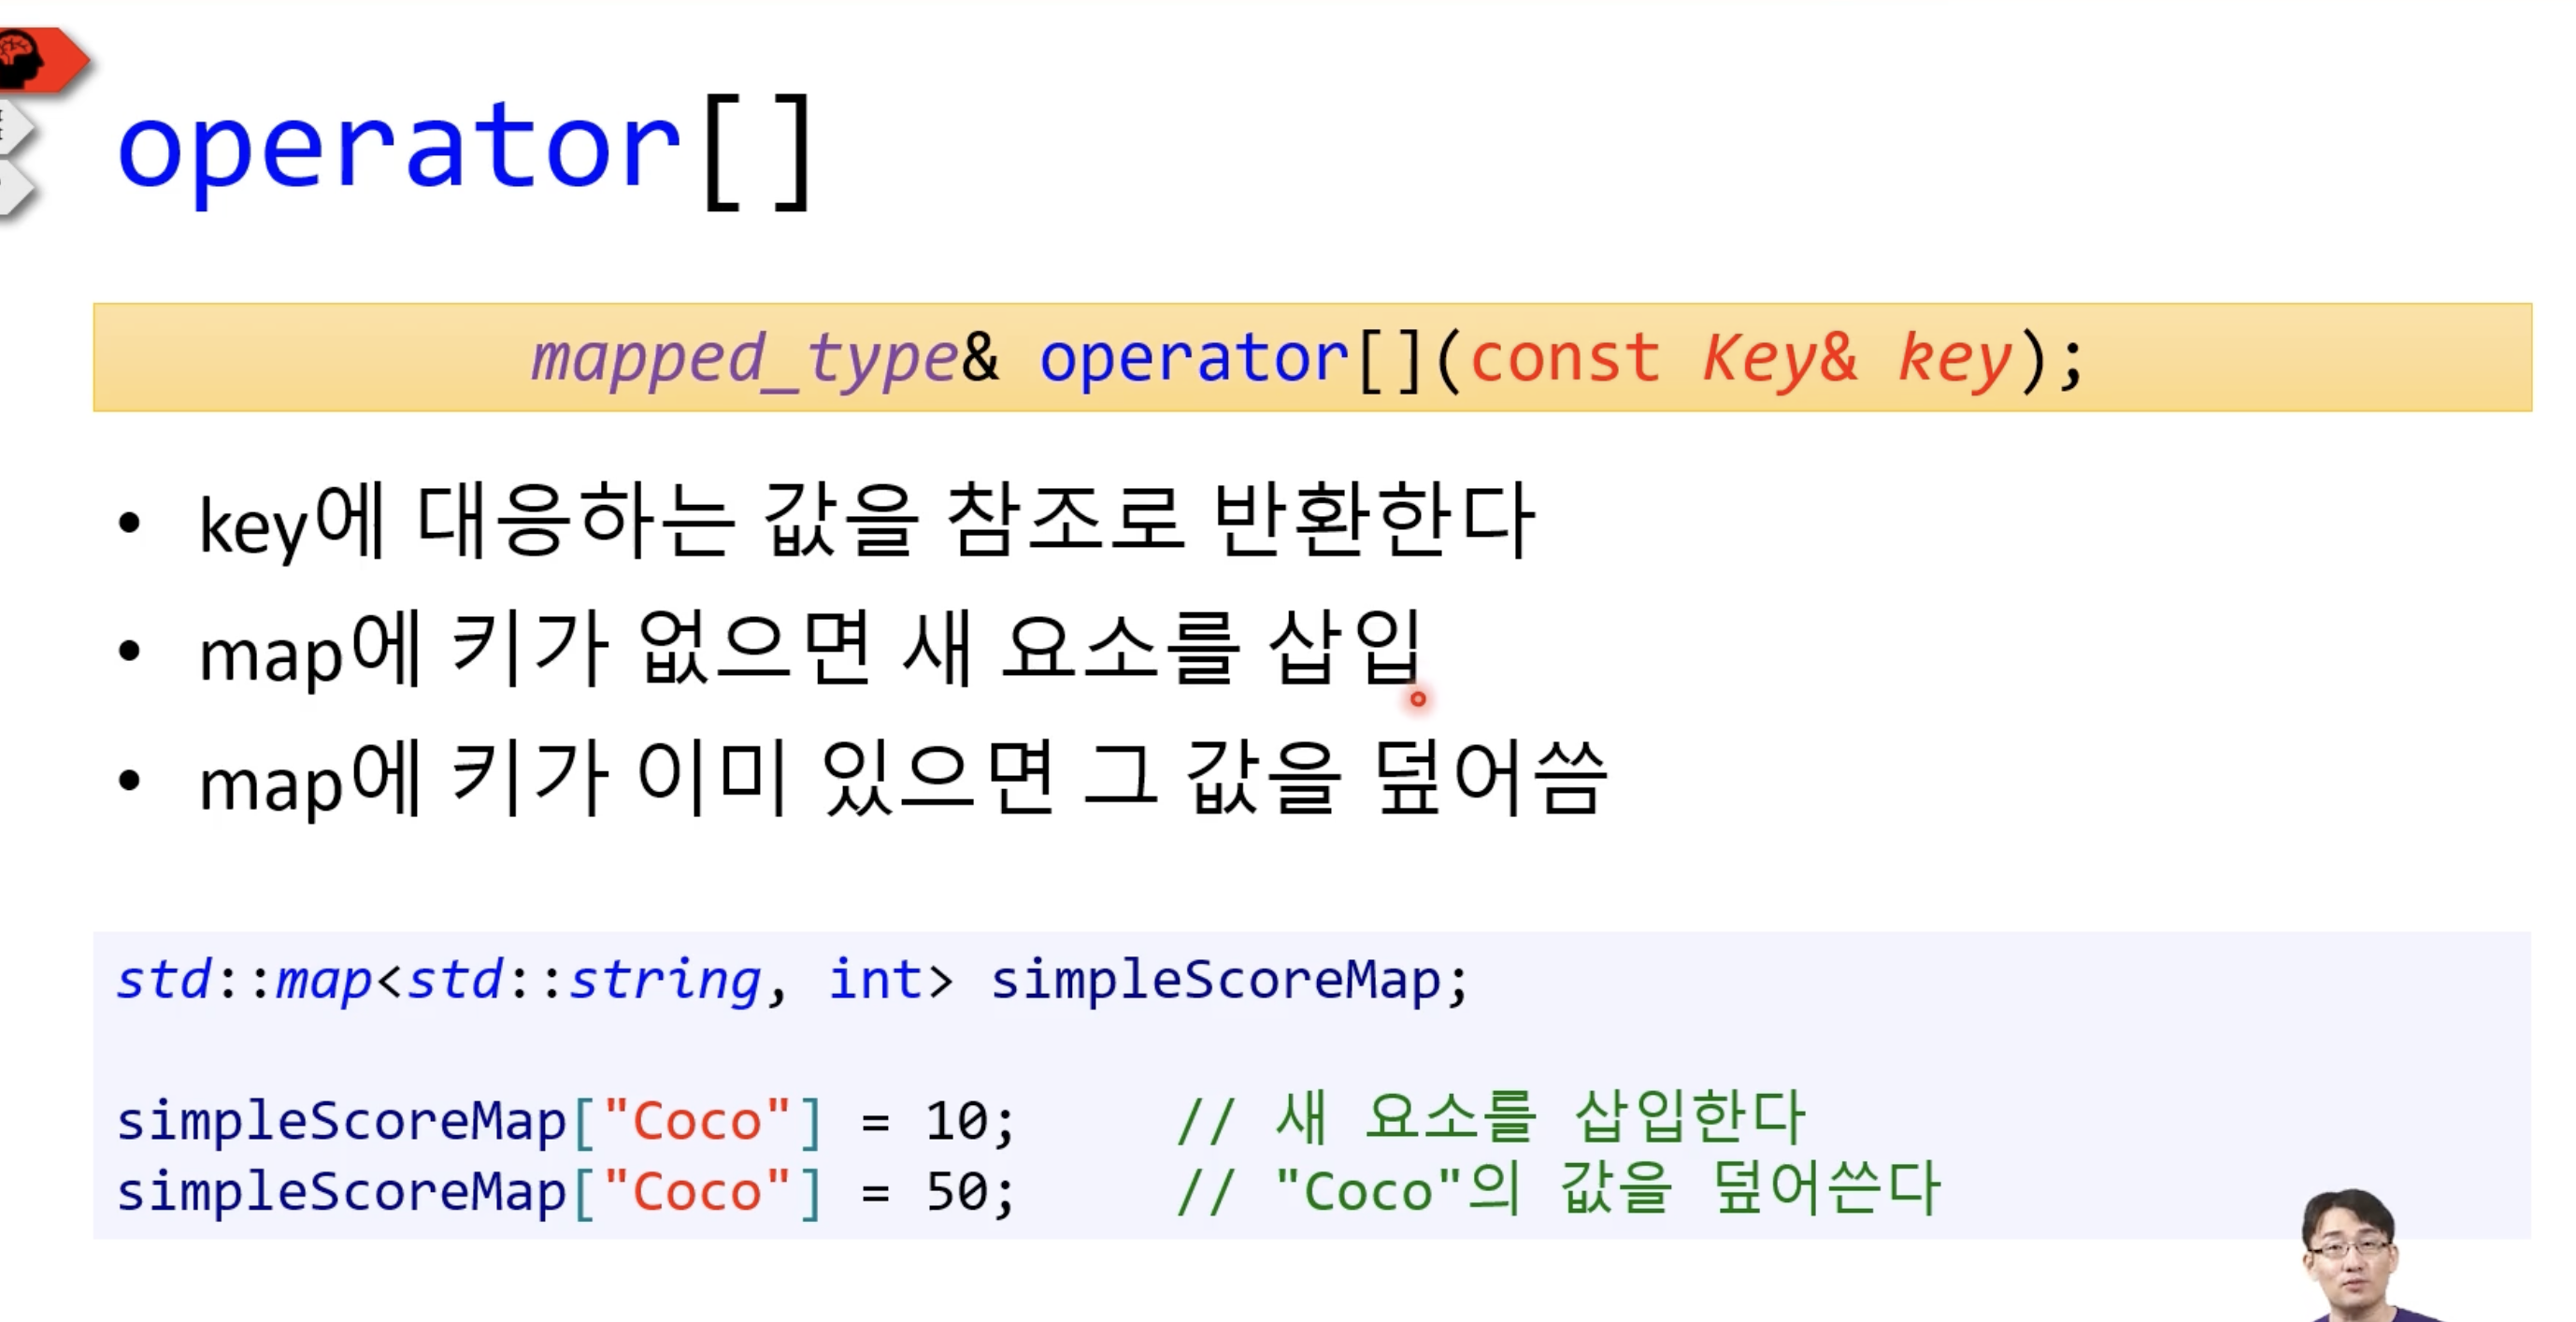 operator[]
mapped_type& operator[](const Key& key);
• key에 대응하는 값을 참조로 반환한다
• map에 키가 없으면 새 요소를 삽입
• map에 키가 이미 있으면 그 값을 덮어씀
std::map<std::string, int> simpleScoreMap;
simpleScoreMap["Coco"] = 10; // 새 요소를 삽입한다
simpleScoreMap["Coco"] = 50; // "Coco"의 값을 덮어쓴다